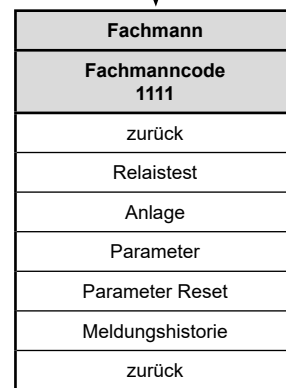 Fachmann
Fachmanncode
1111
zurück
Relaistest
Anlage
Parameter
Parameter Reset
Meldungshistorie
zurück